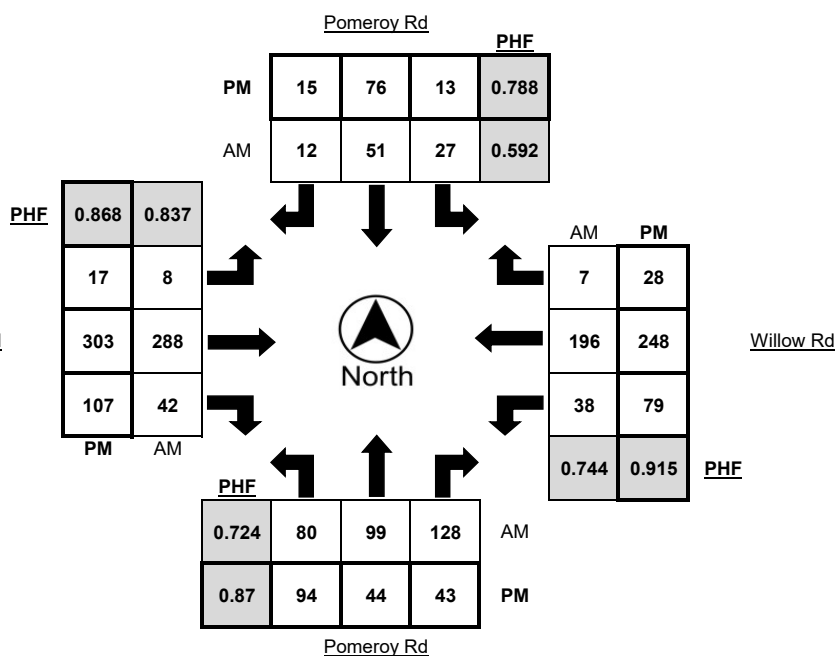 Pomeroy Rd
PHF
PM 15 76 13 0.788
AM 12 51 27 0.592
PHF 0.868 0.837
17 8
303 288
107 42
PM AM
AM PM
7 28
196 248
38 79
0.744 0.915 PHF
Willow Rd
North
PHF
0.724 80 99 128 AM
0.87 94 44 43 PM
Pomeroy Rd